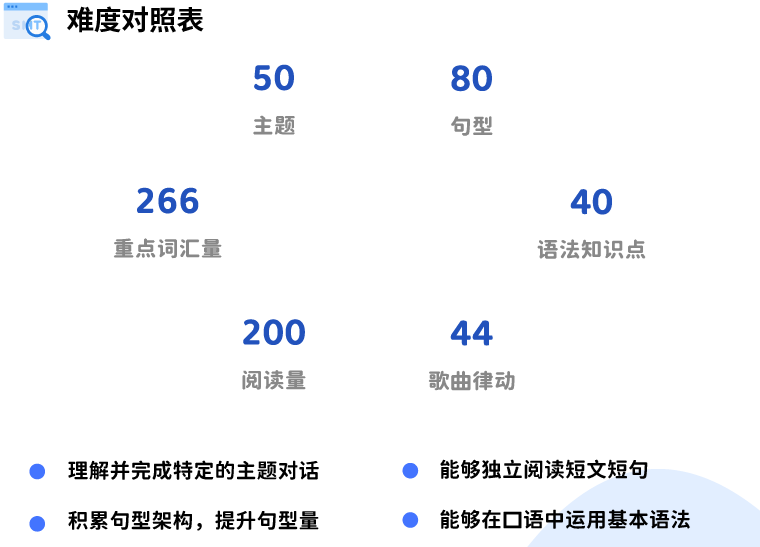 难度对照表
50 80
主题 句型
266 40
重点词汇量 语法知识点
200 44
阅读量 歌曲律动
理解并完成特定的主题对话 能够独立阅读短文短句
积累句型架构，提升句型量 能够在口语中运用基本语法